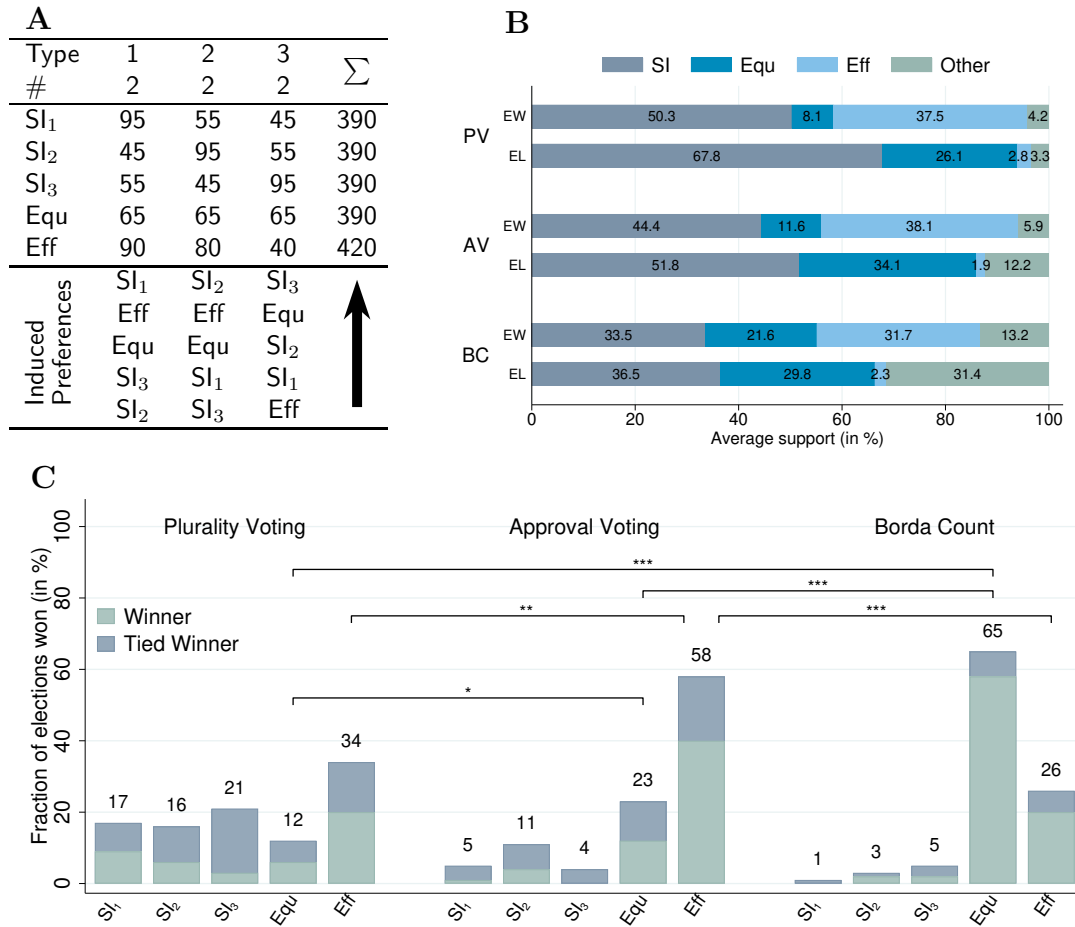 A
Type 1 2 3 ∑
# 2 2 2
SI₁ 95 55 45 390
SI₂ 45 95 55 390
SI₃ 55 45 95 390
Equ 65 65 65 390
Eff 90 80 40 420
Induced Preferences
SI₁ SI₂ SI₃
Eff Eff Equ
Equ Equ SI₂
SI₃ SI₁ SI₁
SI₂ SI₃ Eff
B
SI Equ Eff Other
PV
EW 50.3 8.1 37.5 4.2
EL 67.8 26.1 2.8 3.3
AV
EW 44.4 11.6 38.1 5.9
EL 51.8 34.1 1.9 12.2
BC
EW 33.5 21.6 31.7 13.2
EL 36.5 29.8 2.3 31.4
0 20 40 60 80 100
Average support (in %)
C
Fraction of elections won (in %)
100
80
60
40
20
0
Plurality Voting Approval Voting Borda Count
***
***
** ***
*
Winner
Tied Winner
17 16 21 12 34
5 11 4 23 58
1 3 5 65 26
SI₁ SI₂ SI₃ Equ Eff SI₁ SI₂ SI₃ Equ Eff SI₁ SI₂ SI₃ Equ Eff